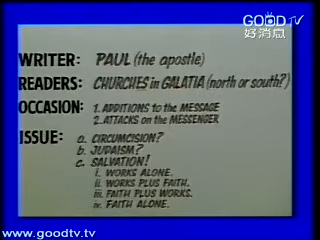 GOODTV
好消息
WRITER: PAUL (the apostle)
READERS: CHURCHES in GALATIA (north or south?)
OCCASION: 1. ADDITIONS to the MESSAGE
2. ATTACKS on the MESSENGER
ISSUE: a. CIRCUMCISION?
b. JUDAISM?
c. SALVATION!
i. WORKS ALONE.
ii. WORKS PLUS FAITH.
iii. FAITH PLUS WORKS.
iv. FAITH ALONE.
www.goodtv.tv